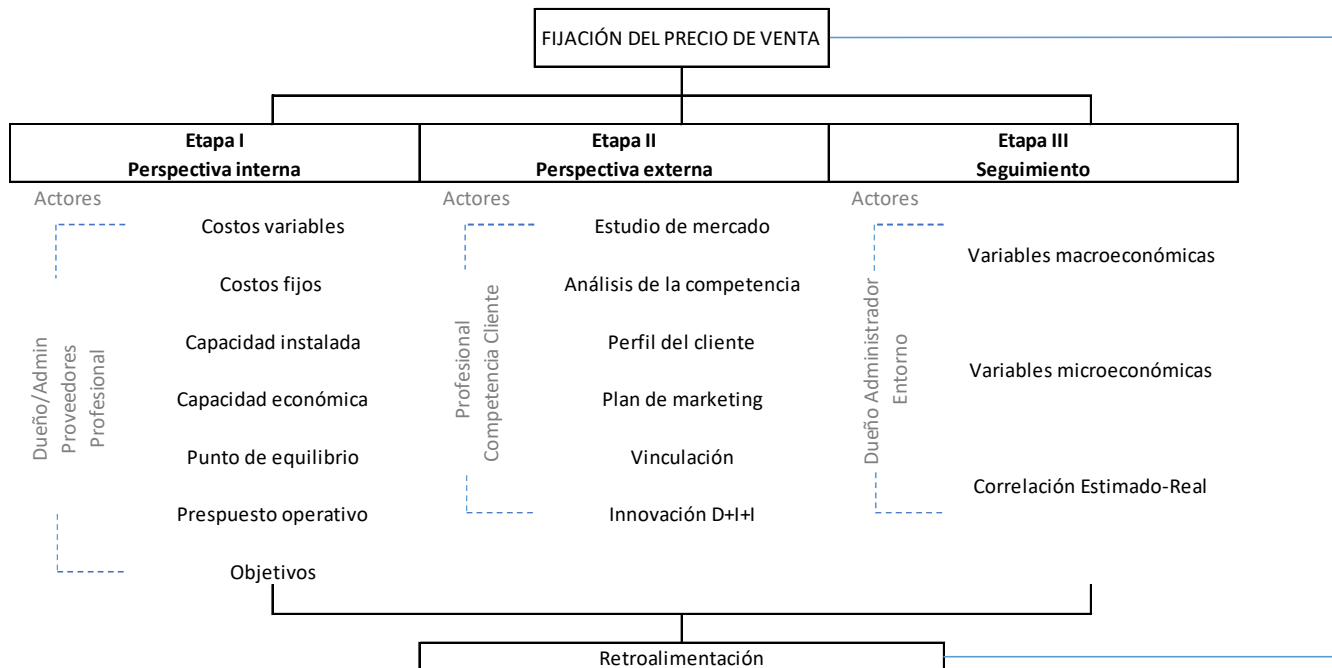 FIJACIÓN DEL PRECIO DE VENTA
Etapa I
Perspectiva interna
Etapa II
Perspectiva externa
Etapa III
Seguimiento
Actores
Dueño/Admin
Proveedores
Profesional
Costos variables
Costos fijos
Capacidad instalada
Capacidad económica
Punto de equilibrio
Prespuesto operativo
Objetivos
Actores
Profesional
Competencia Cliente
Estudio de mercado
Análisis de la competencia
Perfil del cliente
Plan de marketing
Vinculación
Innovación D+I+I
Actores
Dueño Administrador
Entorno
Variables macroeconómicas
Variables microeconómicas
Correlación Estimado-Real
Retroalimentación